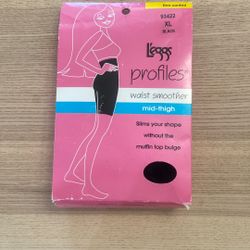 93422
XL
BLACK
L'eggs
profiles
waist smoother
mid-thigh
Slims your shape
without the
muffin top bulge